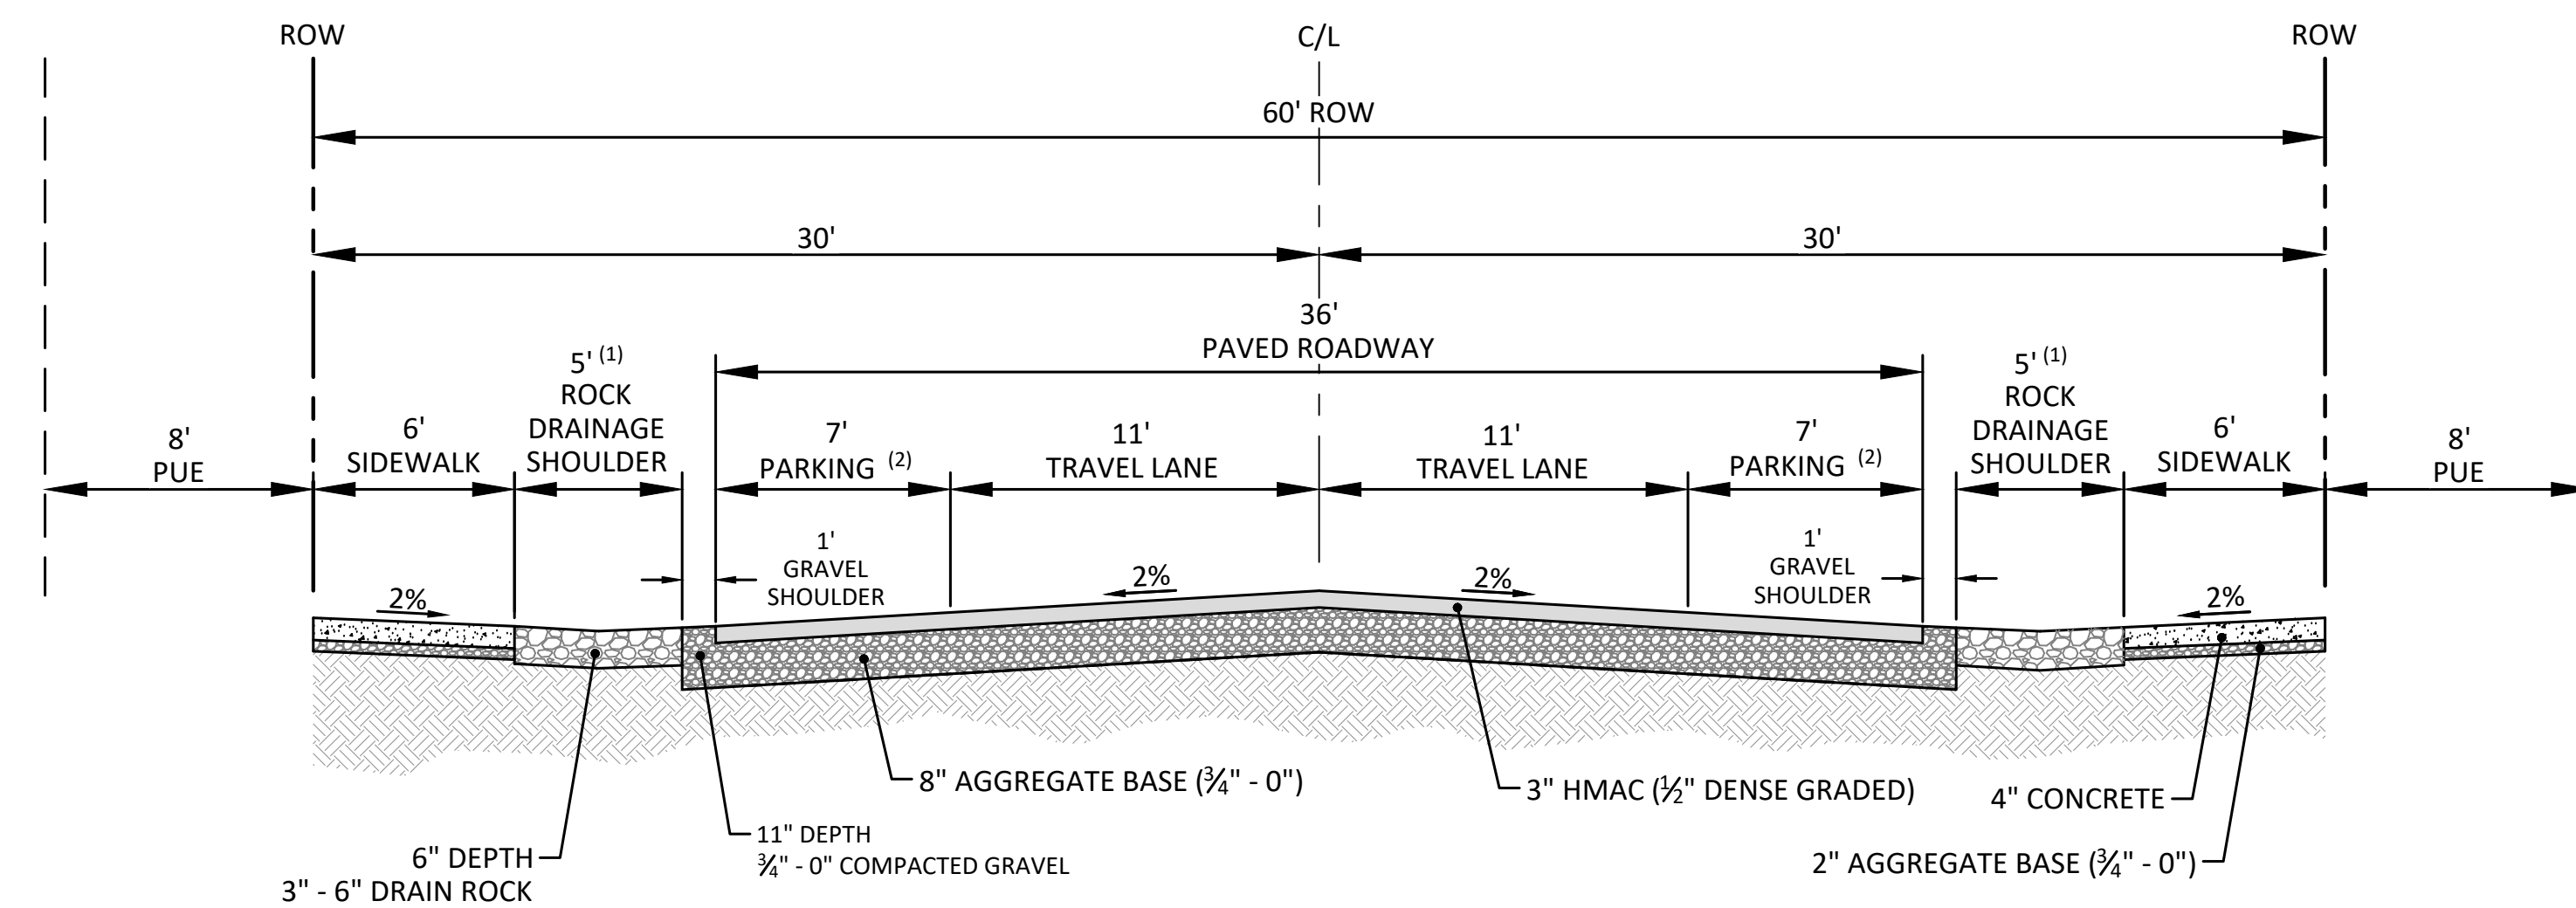 ROW
C/L
ROW
60' ROW
30'
30'
36'
PAVED ROADWAY
8'
PUE
6'
SIDEWALK
5' (1)
ROCK
DRAINAGE
SHOULDER
7'
PARKING (2)
11'
TRAVEL LANE
11'
TRAVEL LANE
7'
PARKING (2)
5' (1)
ROCK
DRAINAGE
SHOULDER
6'
SIDEWALK
8'
PUE
1'
GRAVEL
SHOULDER
1'
GRAVEL
SHOULDER
2%
2%
2%
2%
8" AGGREGATE BASE (¾" - 0")
3" HMAC (½" DENSE GRADED)
4" CONCRETE
11" DEPTH
¾" - 0" COMPACTED GRAVEL
6" DEPTH
3" - 6" DRAIN ROCK
2" AGGREGATE BASE (¾" - 0")